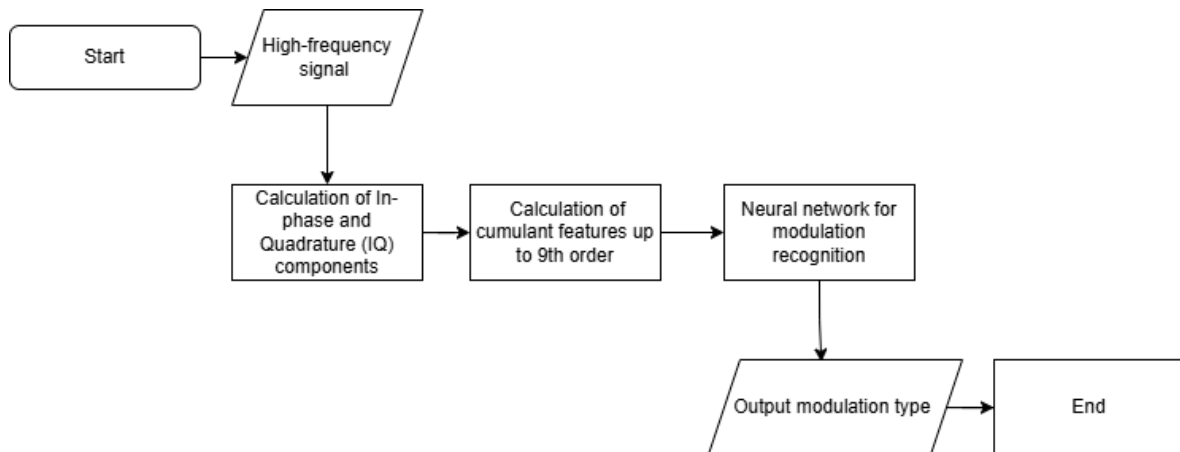 Start
High-frequency
signal
Calculation of In-
phase and
Quadrature (IQ)
components
Calculation of
cumulant features up
to 9th order
Neural network for
modulation
recognition
Output modulation type
End